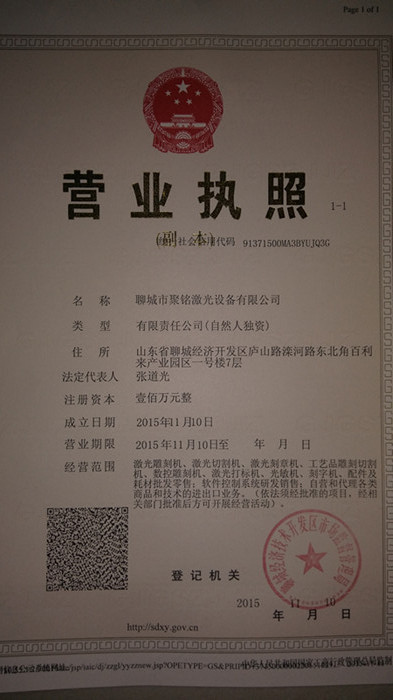 Page 1 of 1
营业执照
1-1
(副 本)
统一社会信用代码 91371500MA3BYUJQ3G
名 称 聊城市聚铭激光设备有限公司
类 型 有限责任公司(自然人独资)
住 所 山东省聊城经济开发区庐山路滦河路东北角百利
来产业园区一号楼7层
法定代表人 张道光
注册资本 壹佰万元整
成立日期 2015年11月10日
营业期限 2015年11月10日至 年 月 日
经营范围 激光雕刻机、激光切割机、激光刻章机、工艺品雕刻切割
机、数控雕刻机、激光打标机、光敏机、刻字机、配件及
耗材批发零售；软件控制系统研发销售；自营和代理各类
商品和技术的进出口业务。（依法须经批准的项目，经相
关部门批准后方可开展经营活动）。
登记机关
2015 11 10
年 月 日
http://sdxy.gov.cn